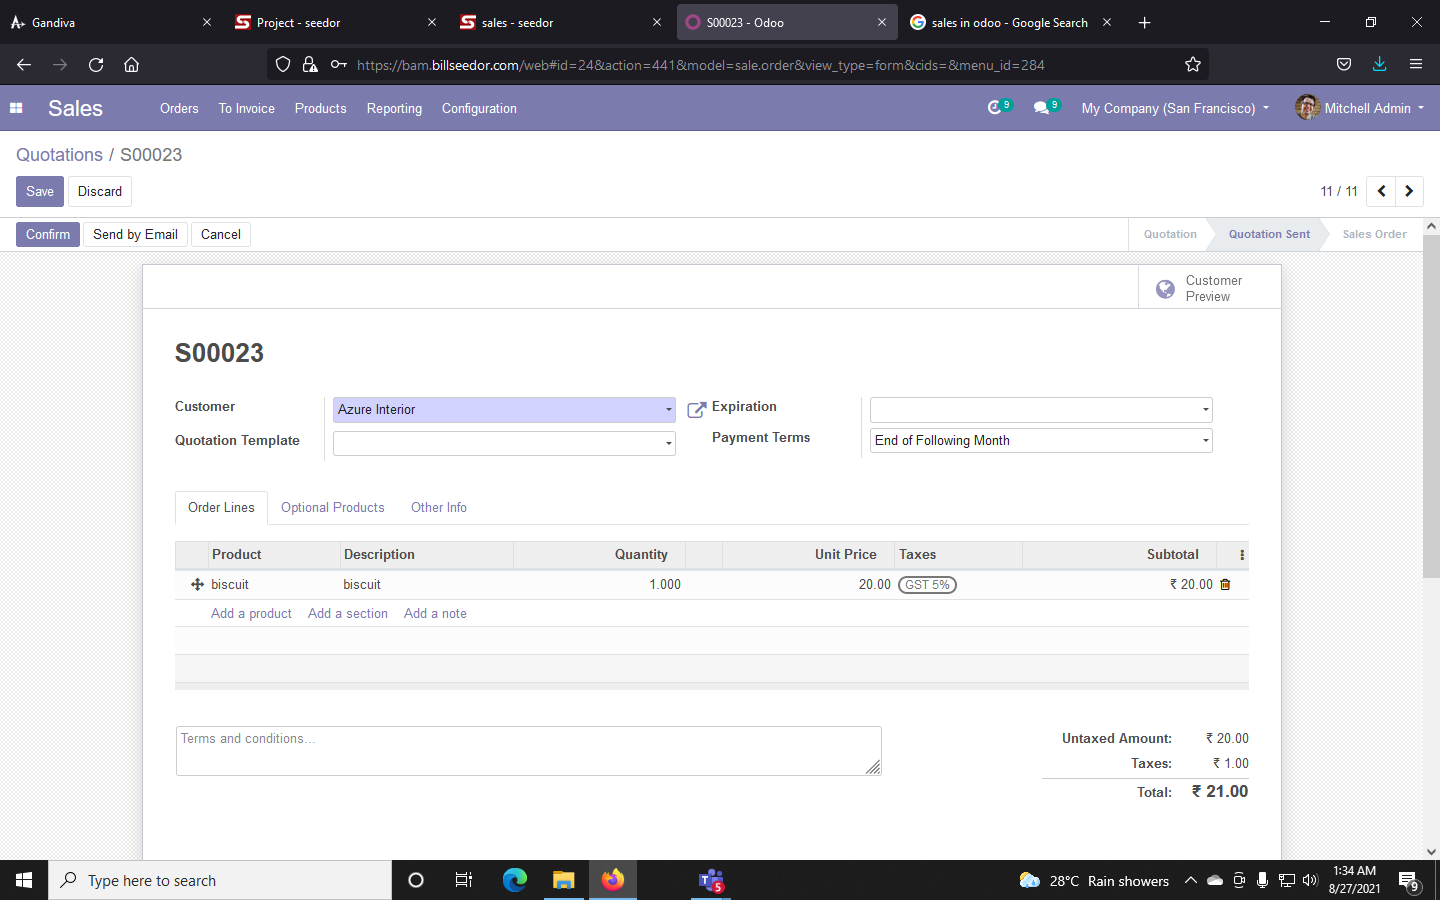 Gandiva
Project - seedor
sales - seedor
S00023 - Odoo
sales in odoo - Google Search
https://bam.billseedor.com/web#id=24&action=441&model=sale.order&view_type=form&cids=&menu_id=284
Sales Orders To Invoice Products Reporting Configuration 9 9 My Company (San Francisco) Mitchell Admin
Quotations / S00023
Save Discard 11 / 11
Confirm Send by Email Cancel Quotation Quotation Sent Sales Order
Customer
Preview
S00023
Customer Azure Interior Expiration
Quotation Template Payment Terms End of Following Month
Order Lines Optional Products Other Info
Product Description Quantity Unit Price Taxes Subtotal
biscuit biscuit 1.000 20.00 GST 5% ₹ 20.00
Add a product Add a section Add a note
Terms and conditions...
Untaxed Amount: ₹ 20.00
Taxes: ₹ 1.00
Total: ₹ 21.00
Type here to search
T 5
28°C Rain showers
1:34 AM
8/27/2021
9